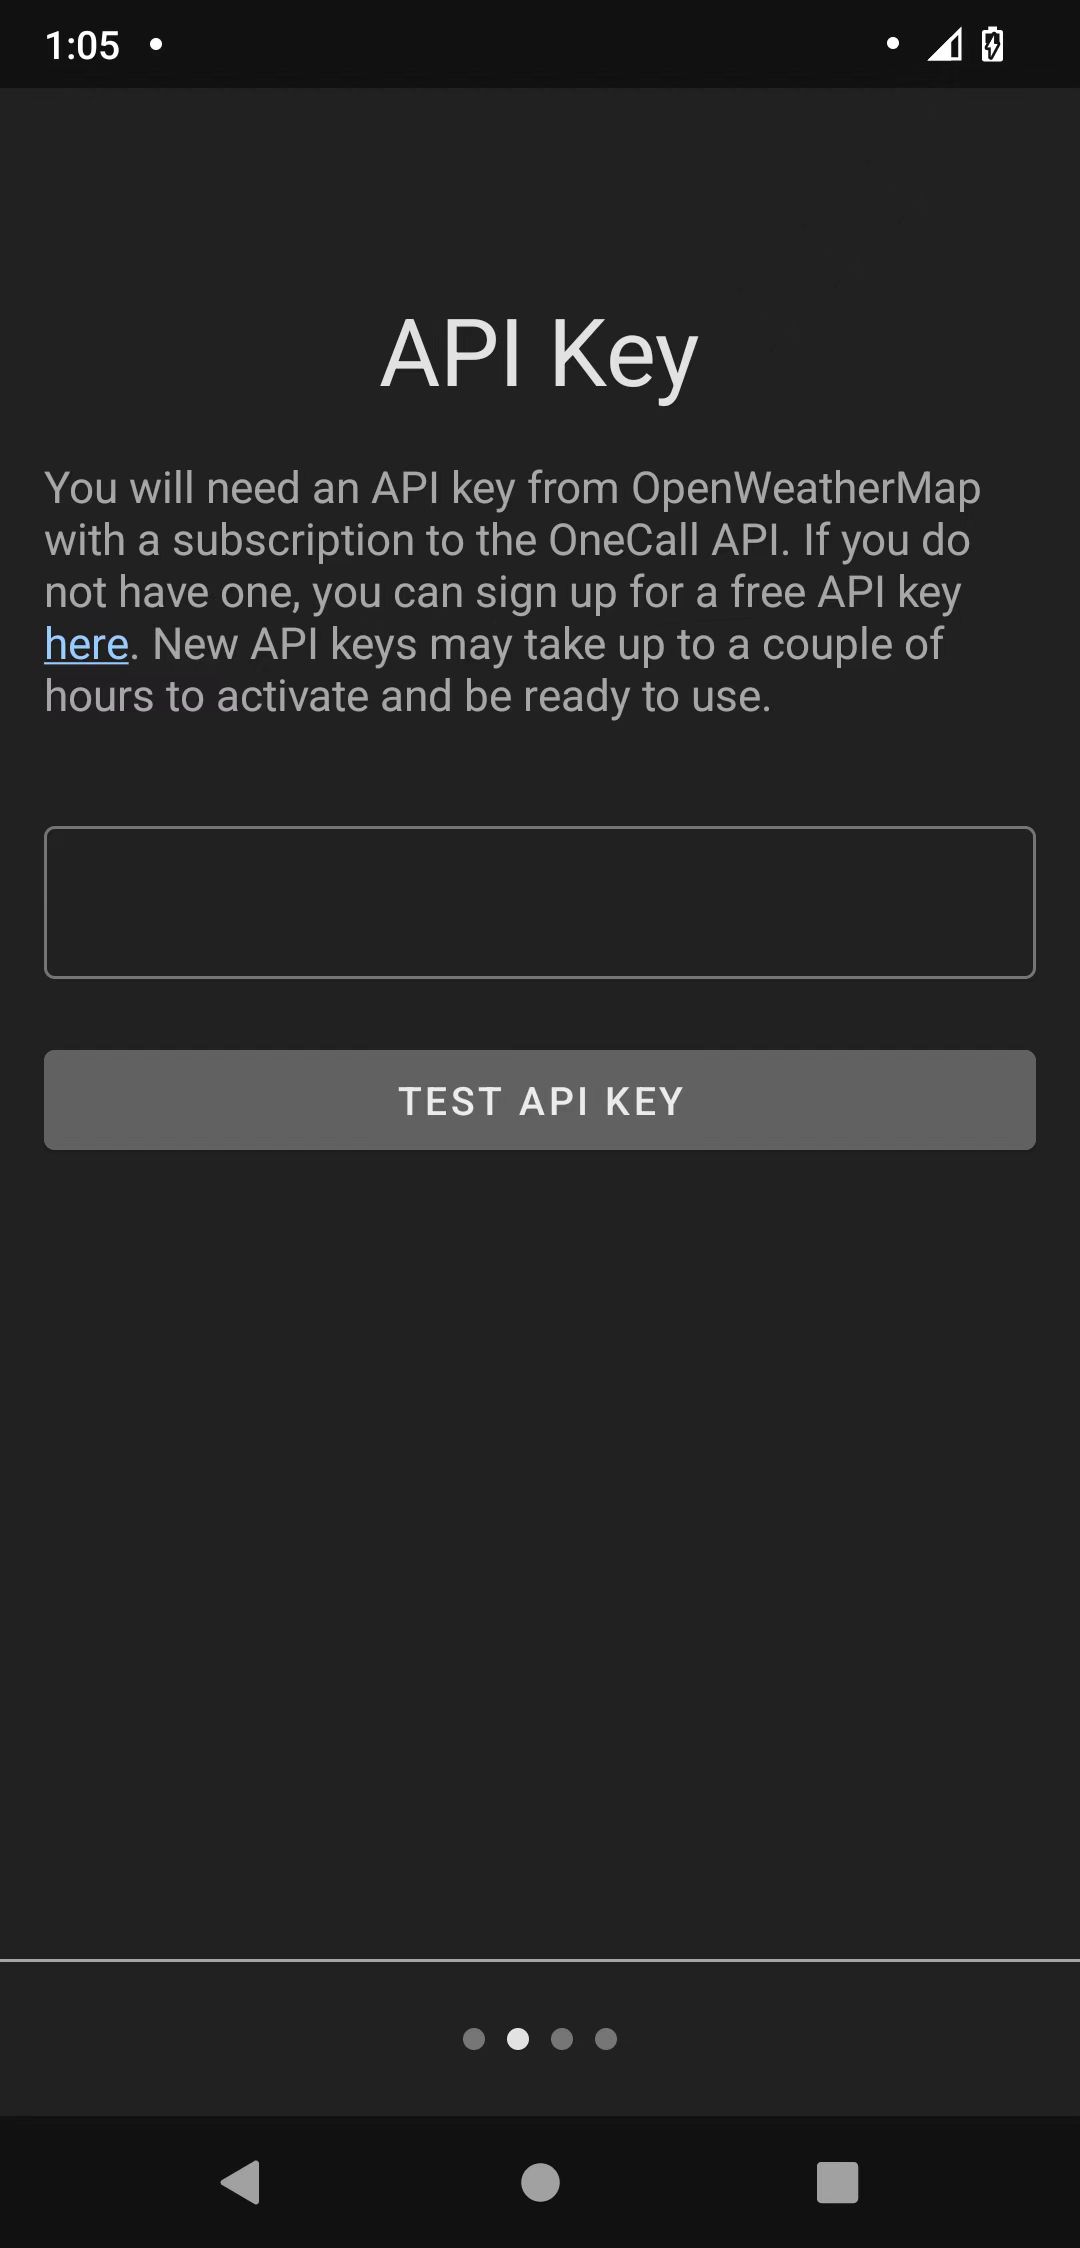 1:05
API Key
You will need an API key from OpenWeatherMap
with a subscription to the OneCall API. If you do
not have one, you can sign up for a free API key
here. New API keys may take up to a couple of
hours to activate and be ready to use.
TEST API KEY